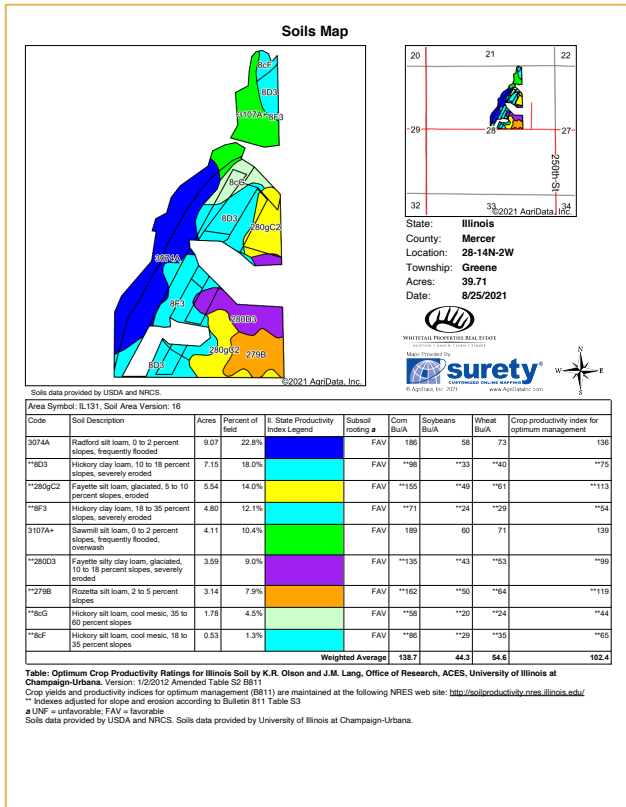 Soils Map
8cF
8D3
3107A+
8F3
8cG
8D3
280gC2
3074A
8F3
280D3
280gC2
279B
8D3
©2021 AgriData, Inc.
Soils data provided by USDA and NRCS.
20
21
22
29
28
27
250th St
32
33
34
©2021 AgriData, Inc.
State: Illinois
County: Mercer
Location: 28-14N-2W
Township: Greene
Acres: 39.71
Date: 8/25/2021
WHITETAIL PROPERTIES REAL ESTATE
HUNTING | RANCH | FARM | TIMBER
Maps Provided By
surety®
CUSTOMIZED ONLINE MAPPING
© AgriData, Inc. 2021 www.AgriDataInc.com
N
W E
S
Area Symbol: IL131, Soil Area Version: 16
Code Soil Description Acres Percent of field Il. State Productivity Index Legend Subsoil rooting a Corn Bu/A Soybeans Bu/A Wheat Bu/A Crop productivity index for optimum management
3074A Radford silt loam, 0 to 2 percent slopes, frequently flooded 9.07 22.8% FAV 186 58 73 136
**8D3 Hickory clay loam, 10 to 18 percent slopes, severely eroded 7.15 18.0% FAV **98 **33 **40 **75
**280gC2 Fayette silt loam, glaciated, 5 to 10 percent slopes, eroded 5.54 14.0% FAV **155 **49 **61 **113
**8F3 Hickory clay loam, 18 to 35 percent slopes, severely eroded 4.80 12.1% FAV **71 **24 **29 **54
3107A+ Sawmill silt loam, 0 to 2 percent slopes, frequently flooded, overwash 4.11 10.4% FAV 189 60 71 139
**280D3 Fayette silty clay loam, glaciated, 10 to 18 percent slopes, severely eroded 3.59 9.0% FAV **135 **43 **53 **99
**279B Rozetta silt loam, 2 to 5 percent slopes 3.14 7.9% FAV **162 **50 **64 **119
**8cG Hickory silt loam, cool mesic, 35 to 60 percent slopes 1.78 4.5% FAV **58 **20 **24 **44
**8cF Hickory silt loam, cool mesic, 18 to 35 percent slopes 0.53 1.3% FAV **86 **29 **35 **65
Weighted Average 138.7 44.3 54.6 102.4
Table: Optimum Crop Productivity Ratings for Illinois Soil by K.R. Olson and J.M. Lang, Office of Research, ACES, University of Illinois at
Champaign-Urbana. Version: 1/2/2012 Amended Table S2 B811
Crop yields and productivity indices for optimum management (B811) are maintained at the following NRES web site: http://soilproductivity.nres.illinois.edu/
** Indexes adjusted for slope and erosion according to Bulletin 811 Table S3
a UNF = unfavorable; FAV = favorable
Soils data provided by USDA and NRCS. Soils data provided by University of Illinois at Champaign-Urbana.